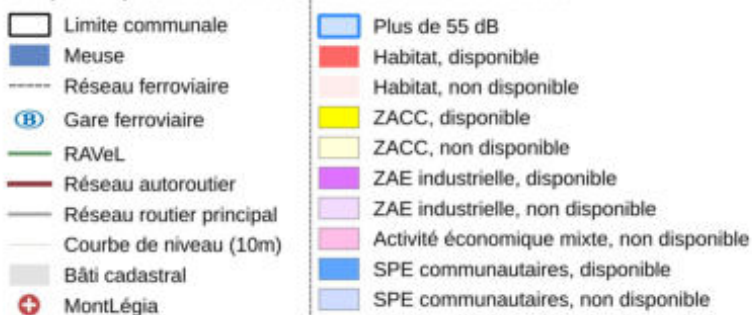 Limite communale
Meuse
Réseau ferroviaire
B Gare ferroviaire
RAVeL
Réseau autoroutier
Réseau routier principal
Courbe de niveau (10m)
Bâti cadastral
MontLégia
Plus de 55 dB
Habitat, disponible
Habitat, non disponible
ZACC, disponible
ZACC, non disponible
ZAE industrielle, disponible
ZAE industrielle, non disponible
Activité économique mixte, non disponible
SPE communautaires, disponible
SPE communautaires, non disponible